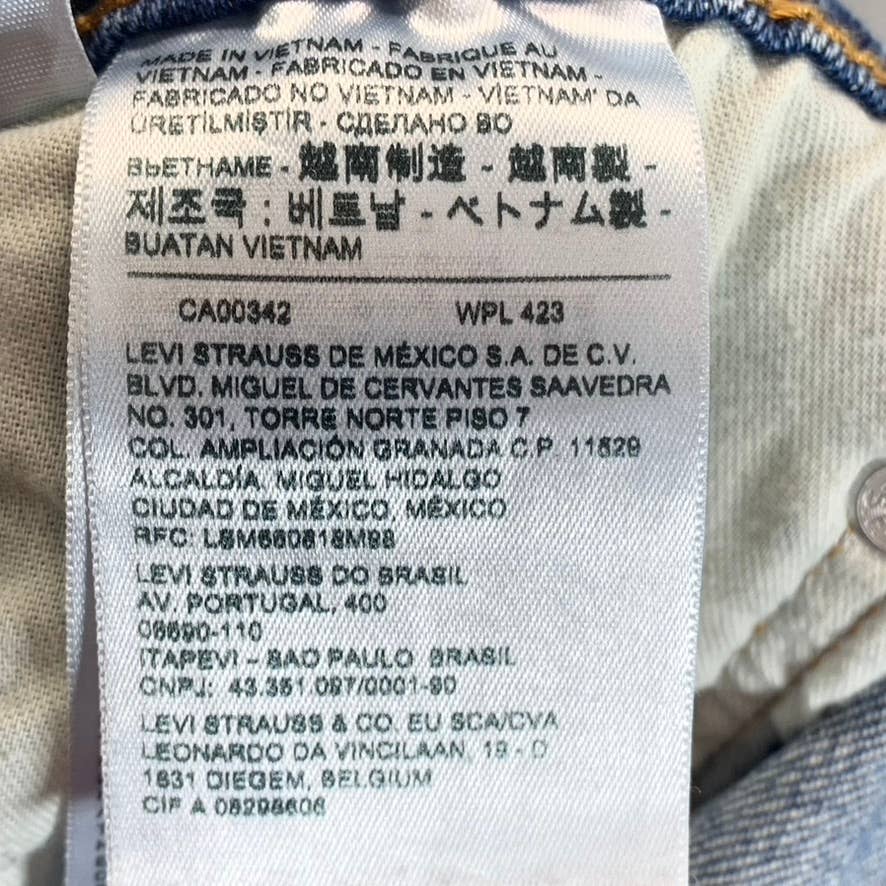 MADE IN VIETNAM - FABRIQUE AU
VIETNAM - FABRICADO EN VIETNAM -
FABRICADO NO VIETNAM - VİETNAM' DA
ÜRETİLMİŞTİR - СДЕЛАНО ВО
ВЬЕТНАМЕ - 越南制造 - 越南製 -
제조국 : 베트남 - ベトナム製 -
BUATAN VIETNAM
CA00342 WPL 423
LEVI STRAUSS DE MÉXICO S.A. DE C.V.
BLVD. MIGUEL DE CERVANTES SAAVEDRA
NO. 301, TORRE NORTE PISO 7
COL. AMPLIACIÓN GRANADA C.P. 11529
ALCALDÍA MIGUEL HIDALGO
CIUDAD DE MÉXICO, MÉXICO
RFC:
LEVI STRAUSS DO BRASIL
AV. PORTUGAL, 400
06690-110
ITAPEVI – SAO PAULO BRASIL
CNPJ: 43.351.097/0001-90
LEVI STRAUSS & CO. EU SCA/CVA
LEONARDO DA VINCILAAN, 19 - D
1831 DIEGEM, BELGIUM
CIF A 08298606